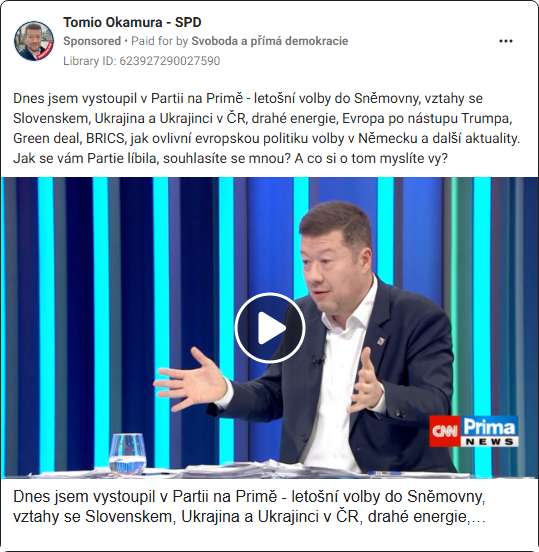 Tomio Okamura - SPD
Sponsored • Paid for by Svoboda a přímá demokracie
Library ID: 623927290027590
Dnes jsem vystoupil v Partii na Primě - letošní volby do Sněmovny, vztahy se
Slovenskem, Ukrajina a Ukrajinci v ČR, drahé energie, Evropa po nástupu Trumpa,
Green deal, BRICS, jak ovlivní evropskou politiku volby v Německu a další aktuality.
Jak se vám Partie líbila, souhlasíte se mnou? A co si o tom myslíte vy?
CNN Prima
NEWS
Dnes jsem vystoupil v Partii na Primě - letošní volby do Sněmovny,
vztahy se Slovenskem, Ukrajina a Ukrajinci v ČR, drahé energie,...